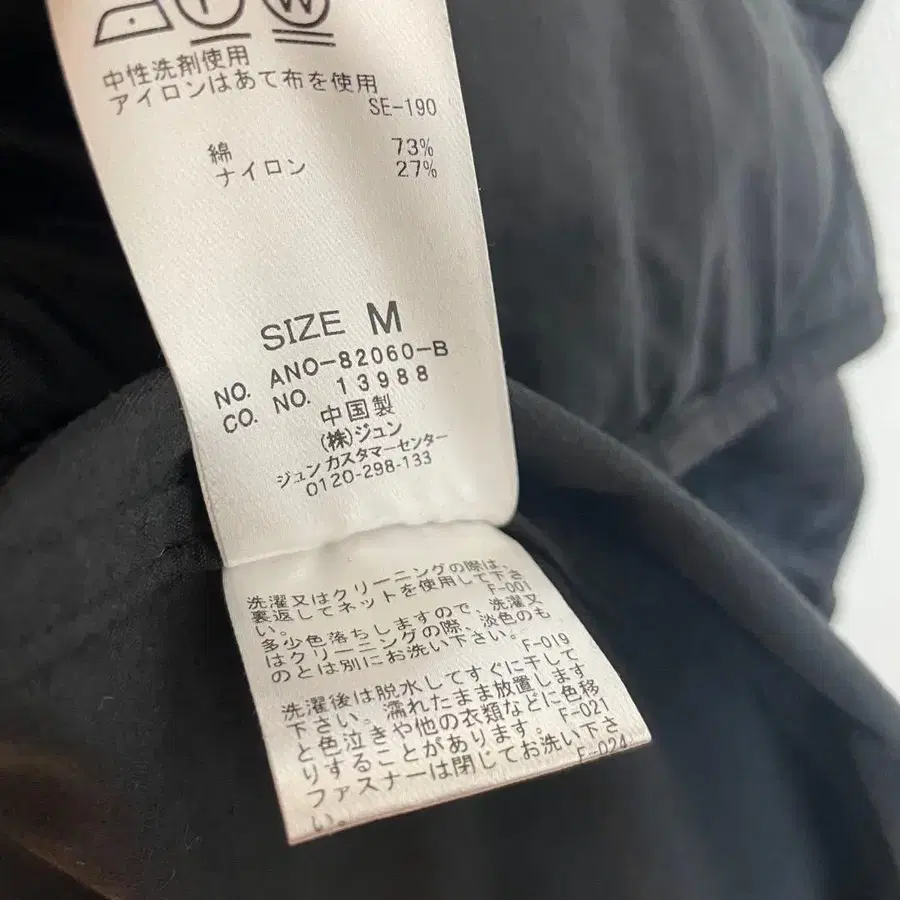 W
中性洗剤使用
アイロンはあて布を使用
SE-190
綿 73%
ナイロン 27%
SIZE M
NO. ANO-82060-B
CO. NO. 13988
中国製
(株)ジュン
ジュンカスタマーセンター
0120-298-133
洗濯又はクリーニングの際は、
裏返してネットを使用して下さ
い。 F-001
多少色落ちしますので、洗濯又
はクリーニングの際、淡色のも
のとは別にお洗い下さい。 F-019
洗濯後は脱水してすぐに干して
下さい。濡れたまま放置します
と色泣きや他の衣類などに色移
りすることがあります。 F-021
ファスナーは閉じてお洗い下さ
い。 F-024